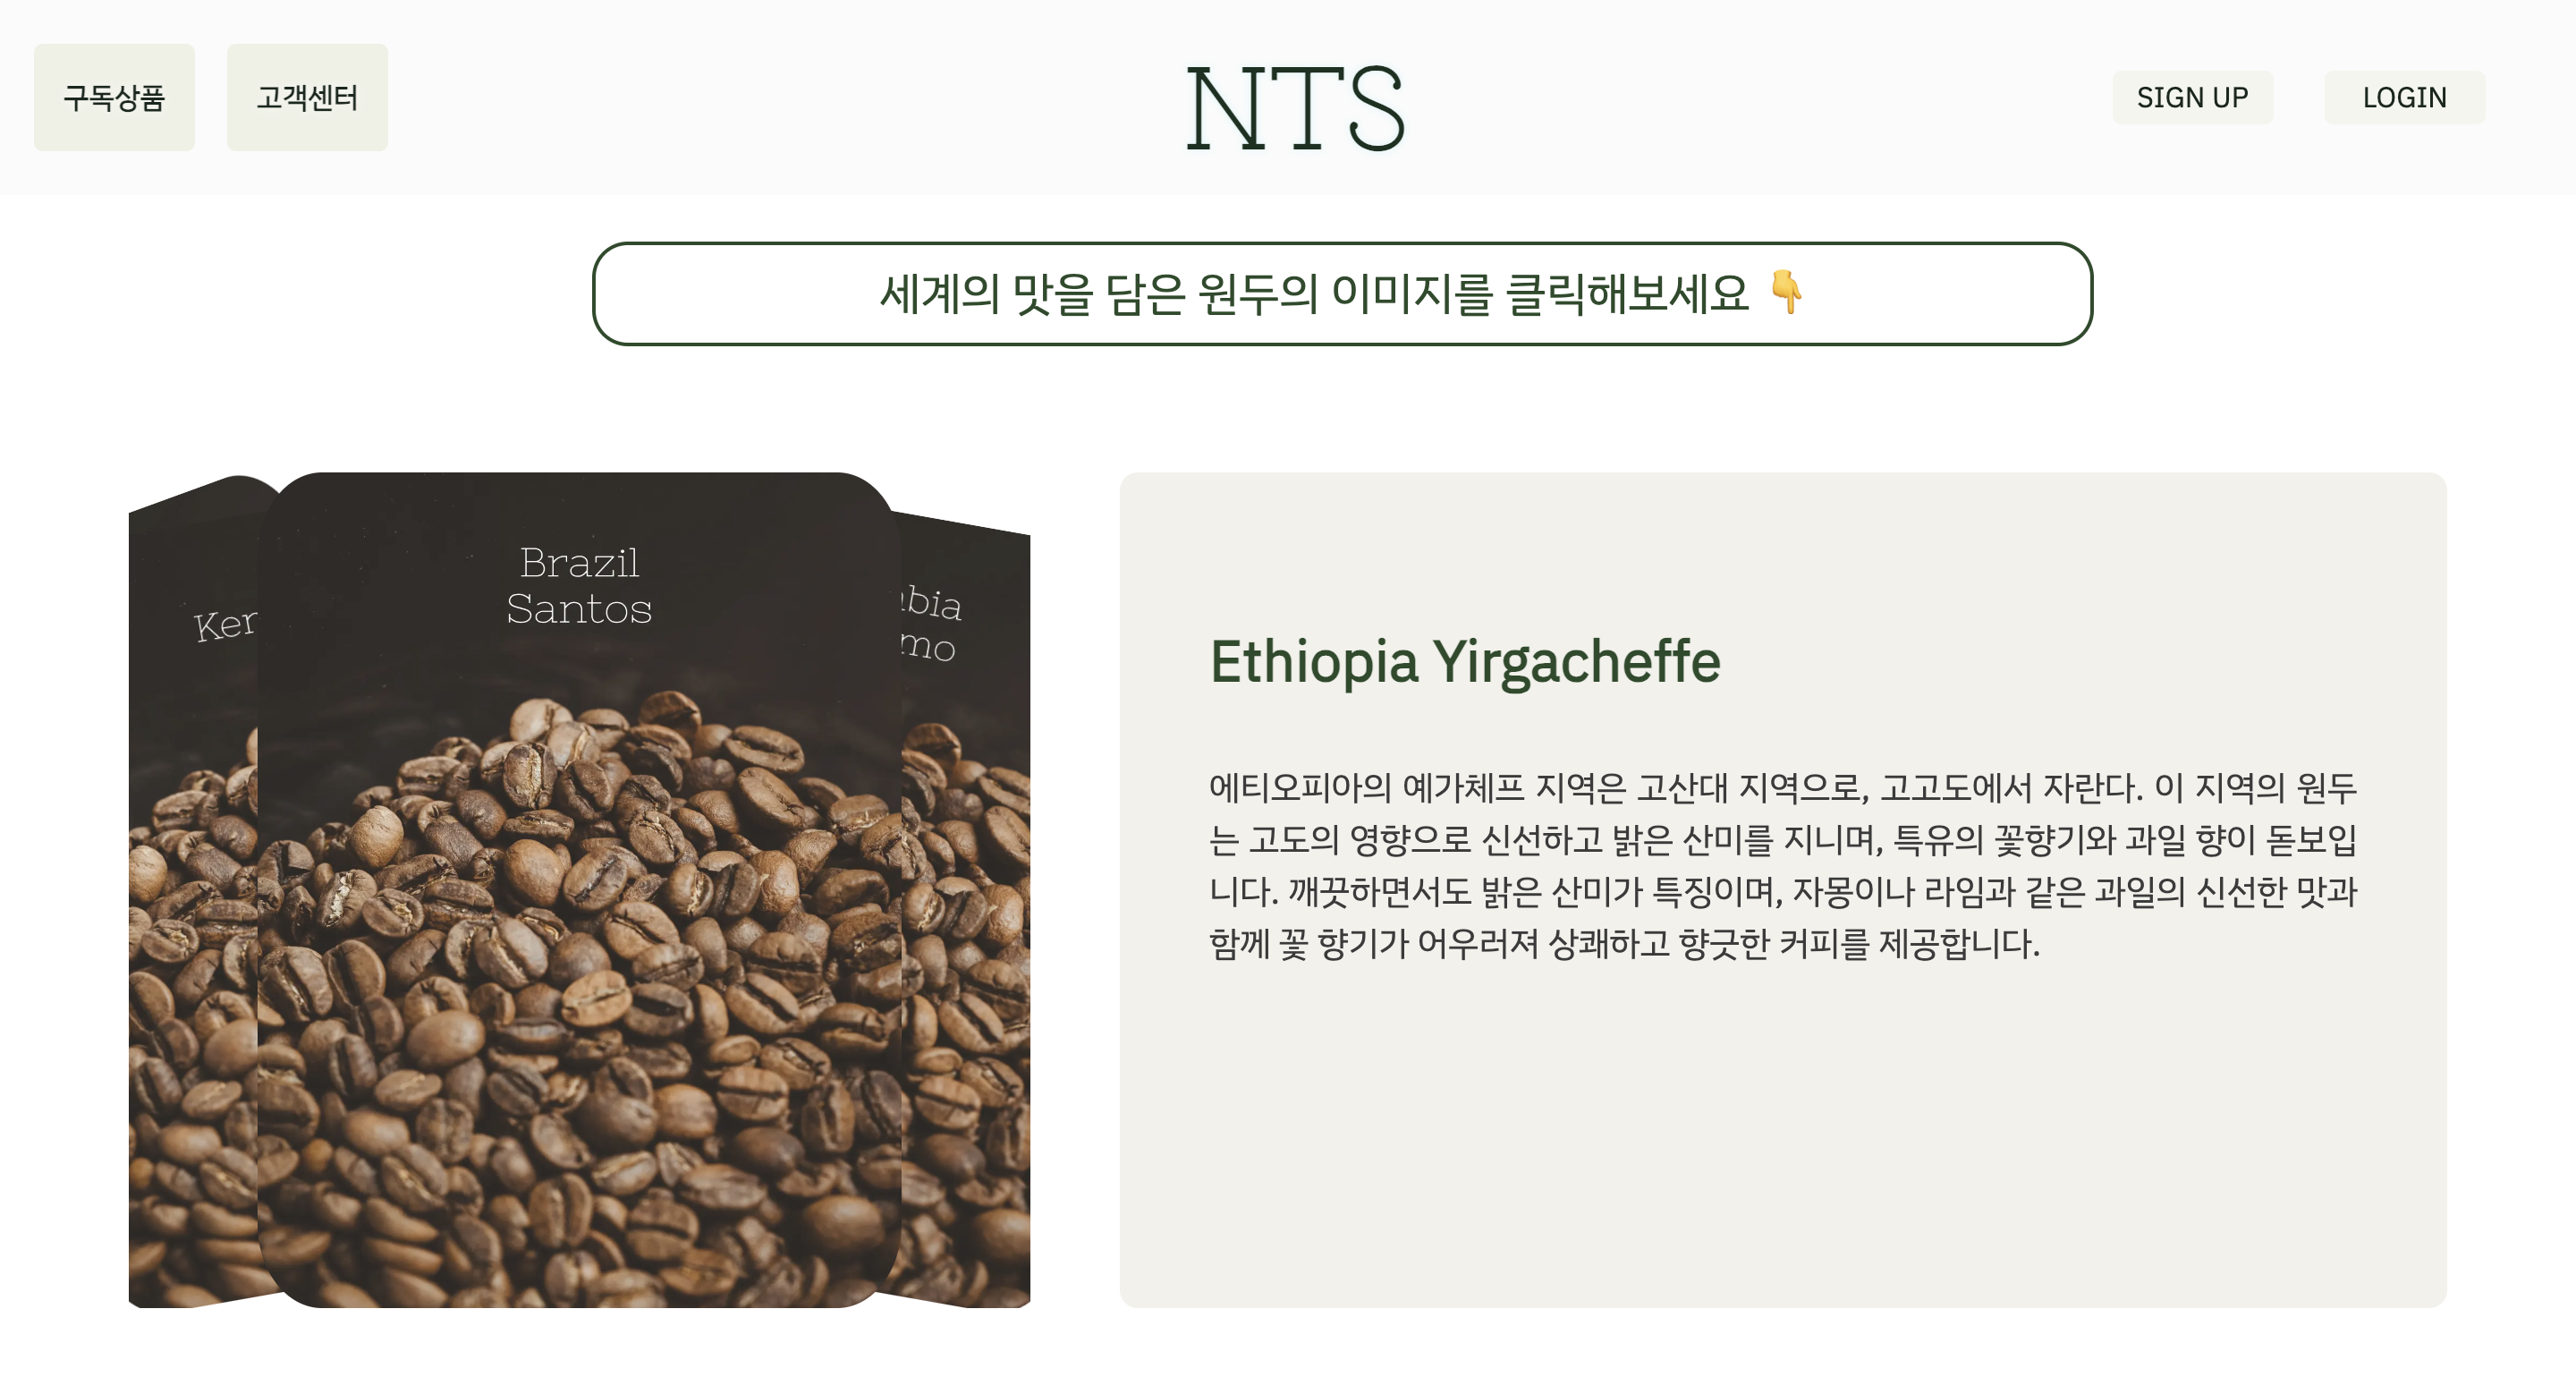 구독상품
고객센터
NTS
SIGN UP
LOGIN
세계의 맛을 담은 원두의 이미지를 클릭해보세요 👇
Brazil
Santos
Ethiopia Yirgacheffe
에티오피아의 예가체프 지역은 고산대 지역으로, 고고도에서 자란다. 이 지역의 원두
는 고도의 영향으로 신선하고 밝은 산미를 지니며, 특유의 꽃향기와 과일 향이 돋보입
니다. 깨끗하면서도 밝은 산미가 특징이며, 자몽이나 라임과 같은 과일의 신선한 맛과
함께 꽃 향기가 어우러져 상쾌하고 향긋한 커피를 제공합니다.